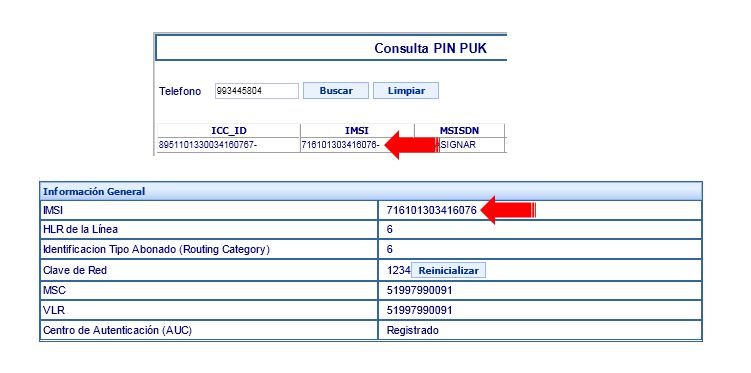 Consulta PIN PUK
Telefono 993445804 Buscar Limpiar
ICC_ID IMSI MSISDN
8951101330034160767- 716101303416076- ASIGNAR
Información General
IMSI 716101303416076
HLR de la Línea 6
Identificacion Tipo Abonado (Routing Category) 6
Clave de Red 1234 Reinicializar
MSC 51997990091
VLR 51997990091
Centro de Autenticación (AUC) Registrado